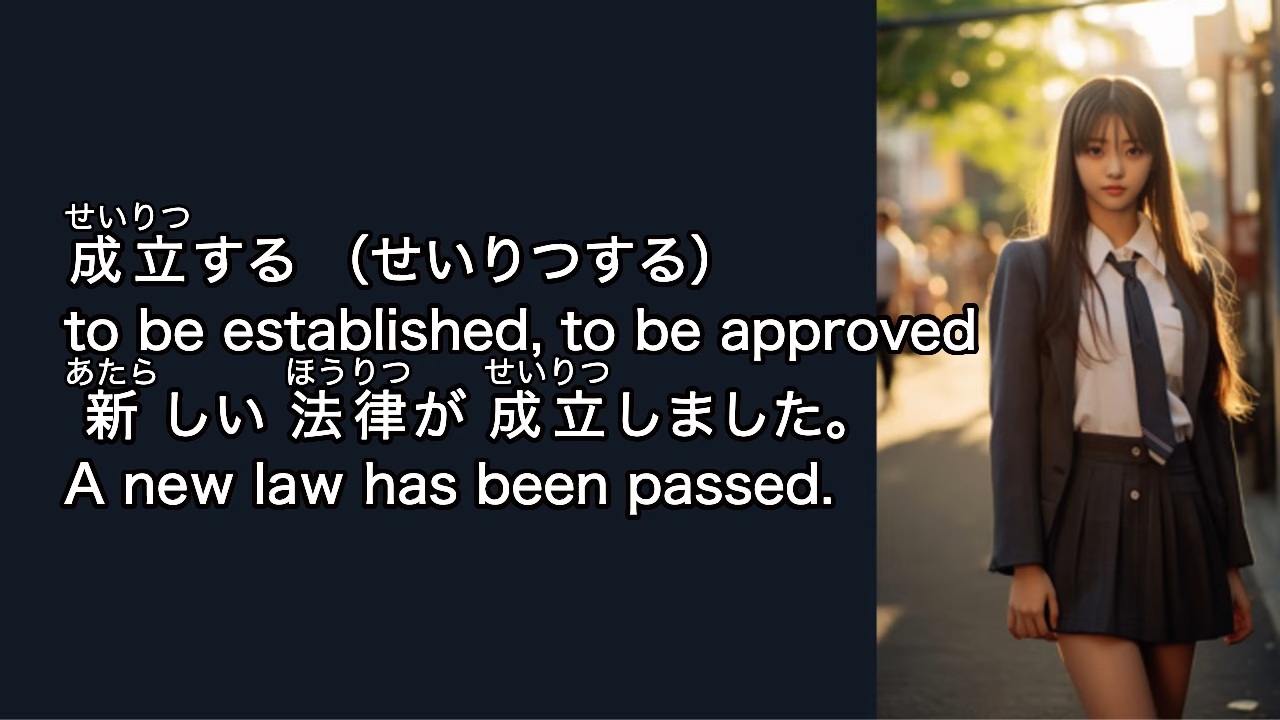 せいりつ
成立する （せいりつする）
to be established, to be approved
あたら ほうりつ せいりつ
新しい 法律が 成立しました。
A new law has been passed.